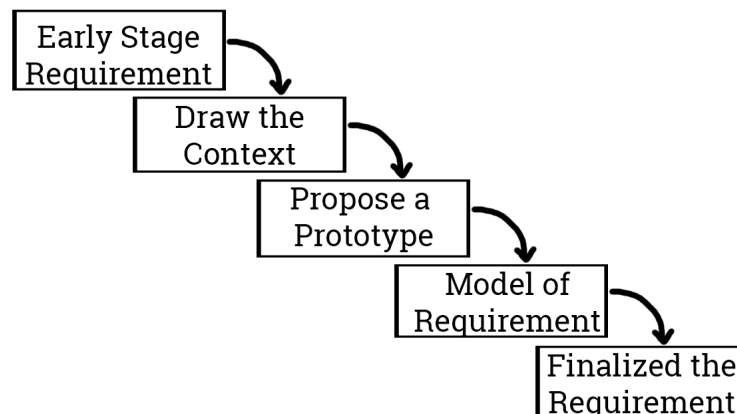 Early Stage
Requirement
Draw the
Context
Propose a
Prototype
Model of
Requirement
Finalized the
Requirement